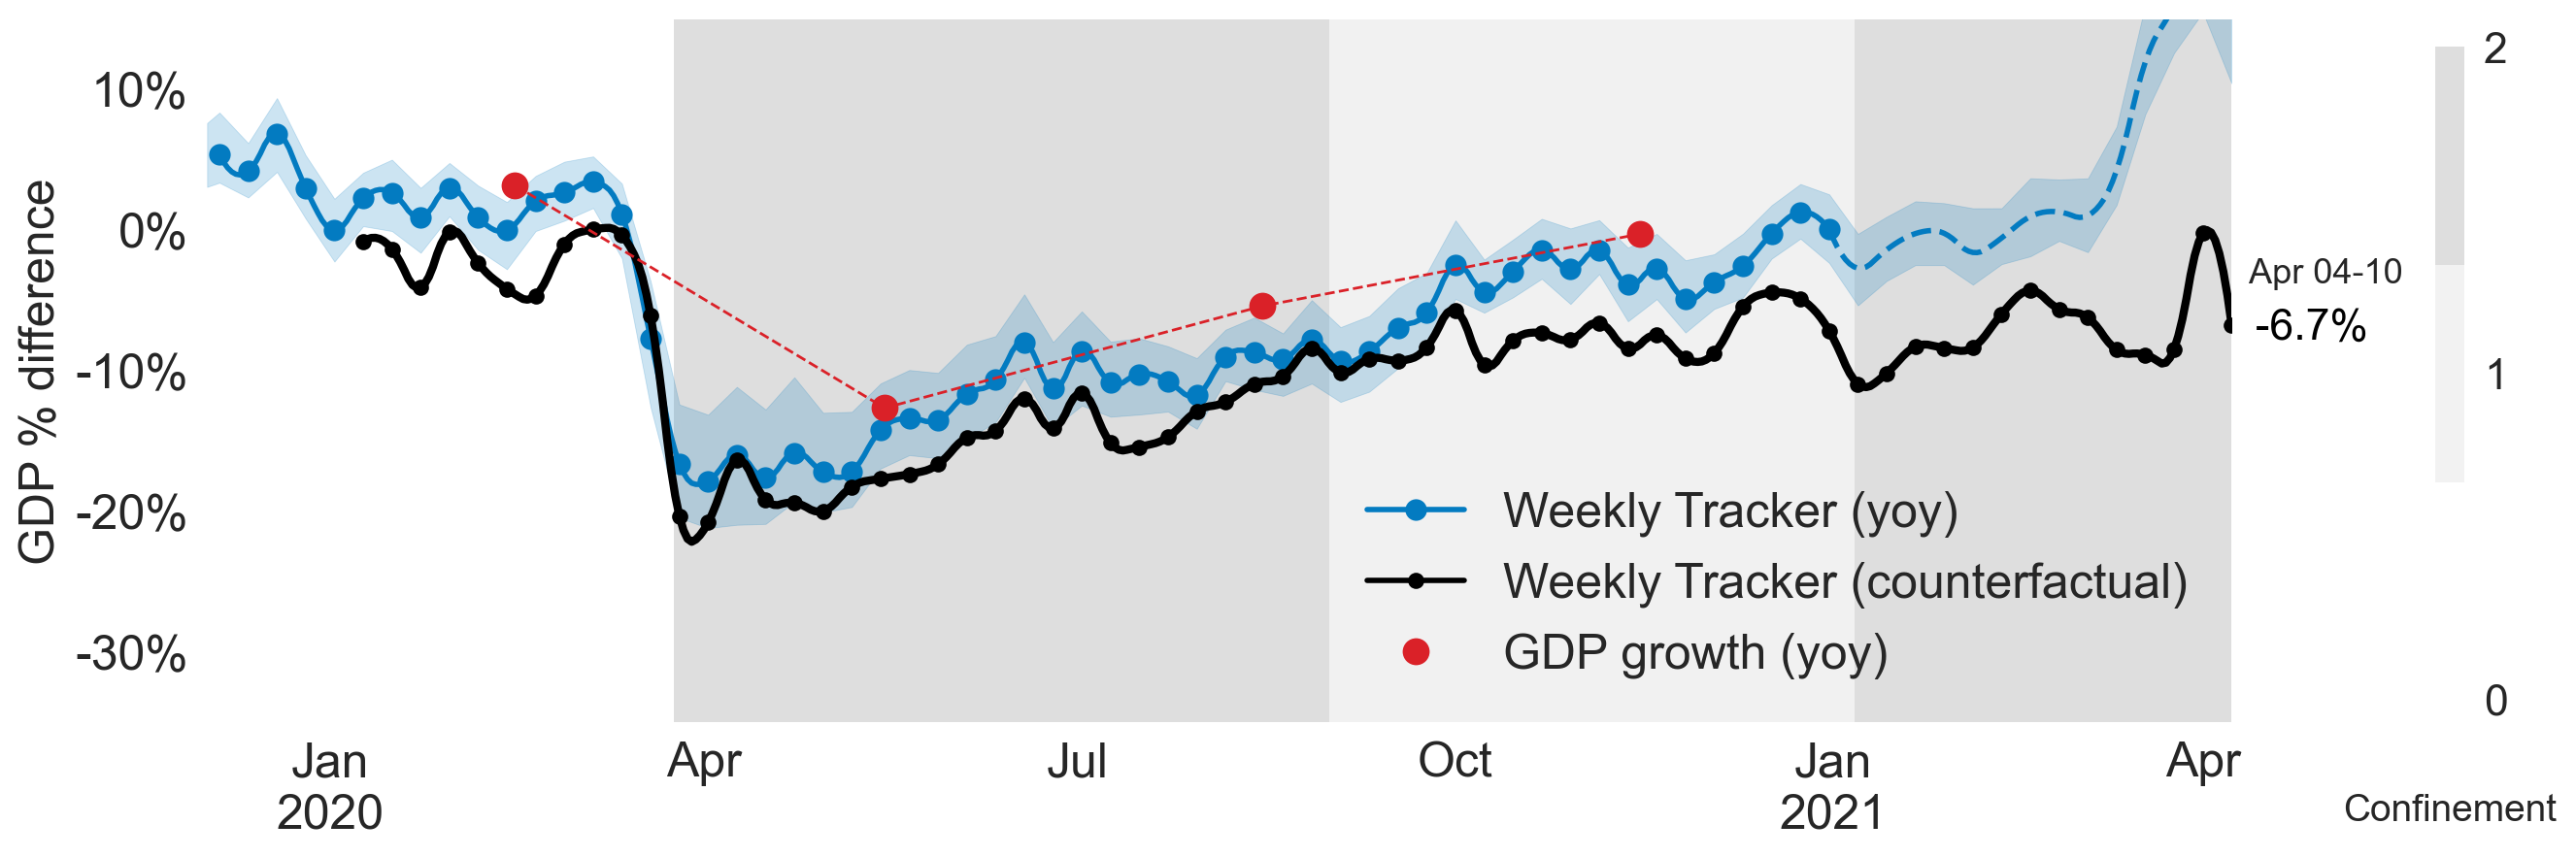 GDP % difference
10%
0%
-10%
-20%
-30%
Jan
2020
Apr
Jul
Oct
Jan
2021
Apr
Weekly Tracker (yoy)
Weekly Tracker (counterfactual)
GDP growth (yoy)
Apr 04-10
-6.7%
2
1
0
Confinement